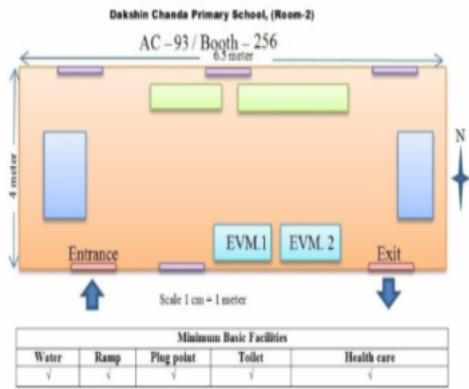 Dakshin Chanda Primary School, (Room-2)
AC – 93 / Booth – 256
6.5 meter
4 meter
N
EVM.1 EVM. 2
Entrance Exit
Scale 1 cm = 1 meter
Minimum Basic Facilities
Water Ramp Plug point Toilet Health care
√ √ √ √ √